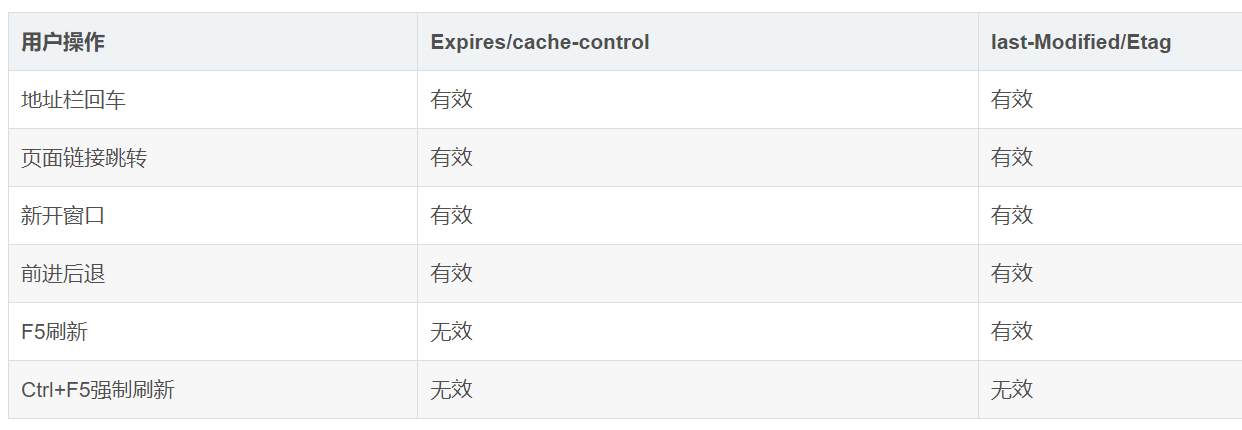 用户操作 Expires/cache-control last-Modified/Etag
地址栏回车 有效 有效
页面链接跳转 有效 有效
新开窗口 有效 有效
前进后退 有效 有效
F5刷新 无效 有效
Ctrl+F5强制刷新 无效 无效